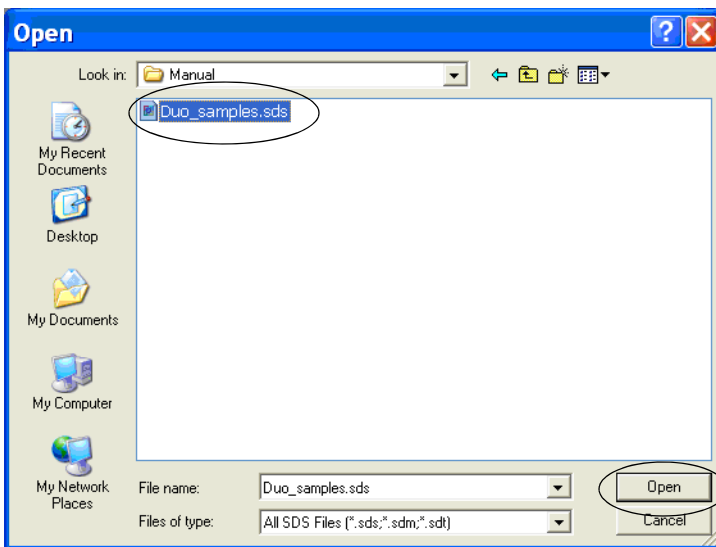 Open
Look in: Manual
Duo_samples.sds
My Recent
Documents
Desktop
My Documents
My Computer
My Network
Places
File name: Duo_samples.sds Open
Files of type: All SDS Files (*.sds;*.sdm;*.sdt) Cancel